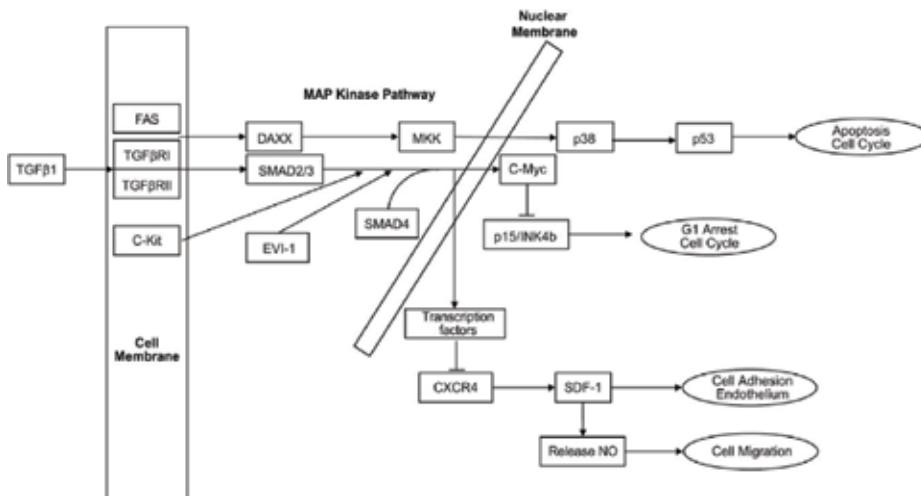 Nuclear
Membrane
MAP Kinase Pathway
FAS
DAXX
MKK
p38
p53
Apoptosis
Cell Cycle
TGFβ1
TGFβRI
TGFβRII
SMAD2/3
C-Myc
SMAD4
C-Kit
EVI-1
p15/INK4b
G1 Arrest
Cell Cycle
Transcription
factors
Cell
Membrane
CXCR4
SDF-1
Cell Adhesion
Endothelium
Release NO
Cell Migration